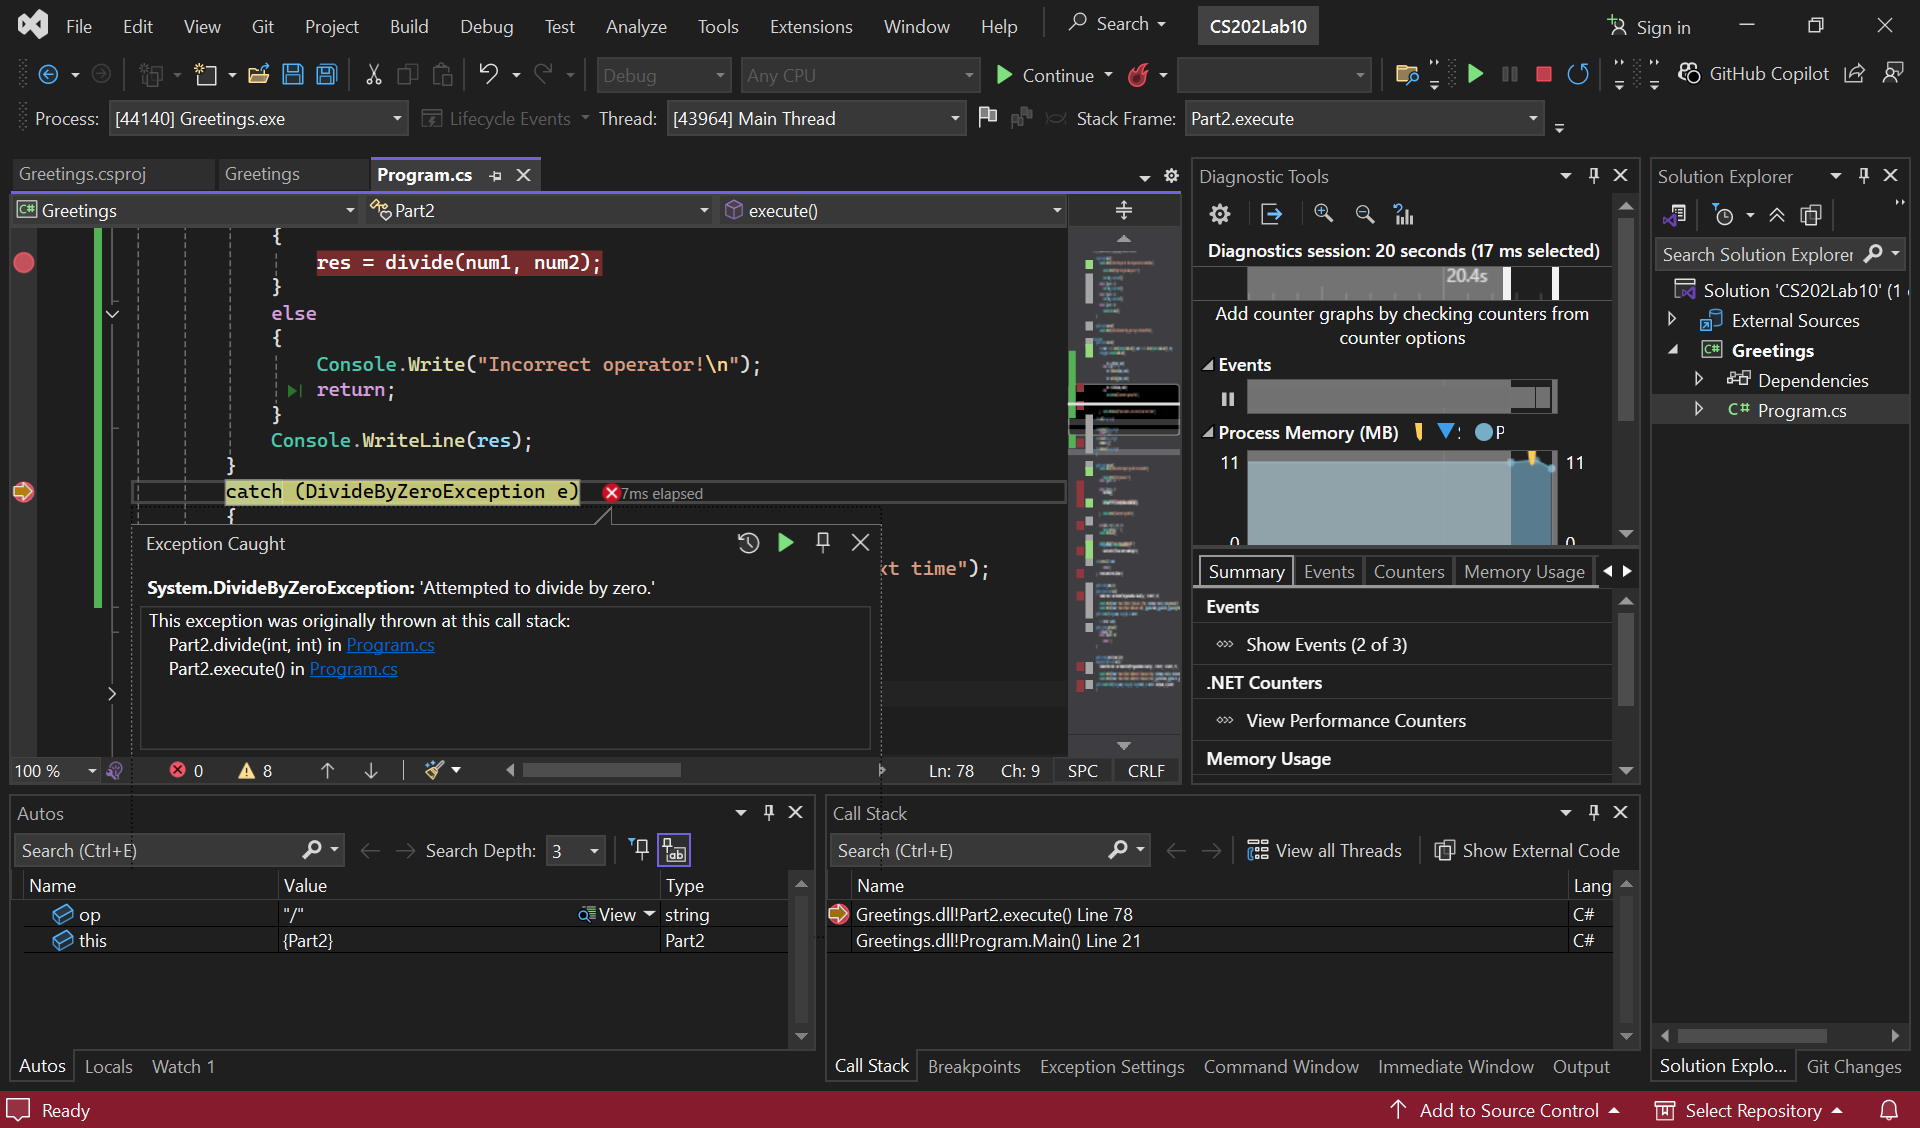 File Edit View Git Project Build Debug Test Analyze Tools Extensions Window Help Search CS202Lab10 Sign in
Debug Any CPU Continue GitHub Copilot
Process: [44140] Greetings.exe Lifecycle Events Thread: [43964] Main Thread Stack Frame: Part2.execute
Greetings.csproj Greetings Program.cs
Greetings Part2 execute()
{
res = divide(num1, num2);
}
else
{
Console.Write("Incorrect operator!\n");
return;
}
Console.WriteLine(res);
}
catch (DivideByZeroException e) 7ms elapsed
{
xt time");
Exception Caught
System.DivideByZeroException: 'Attempted to divide by zero.'
This exception was originally thrown at this call stack:
Part2.divide(int, int) in Program.cs
Part2.execute() in Program.cs
100 % 0 8 Ln: 78 Ch: 9 SPC CRLF
Diagnostic Tools
Diagnostics session: 20 seconds (17 ms selected)
20.4s
Add counter graphs by checking counters from
counter options
Events
Process Memory (MB) P
11 11
0 0
Summary Events Counters Memory Usage
Events
Show Events (2 of 3)
.NET Counters
View Performance Counters
Memory Usage
Solution Explorer
Search Solution Explorer
Solution 'CS202Lab10' (1
External Sources
C# Greetings
Dependencies
C# Program.cs
Autos
Search (Ctrl+E) Search Depth: 3
Name Value Type
op "/" View string
this {Part2} Part2
Autos Locals Watch 1
Call Stack
Search (Ctrl+E) View all Threads Show External Code
Name Lang
Greetings.dll!Part2.execute() Line 78 C#
Greetings.dll!Program.Main() Line 21 C#
Call Stack Breakpoints Exception Settings Command Window Immediate Window Output
Solution Explo... Git Changes
Ready Add to Source Control Select Repository